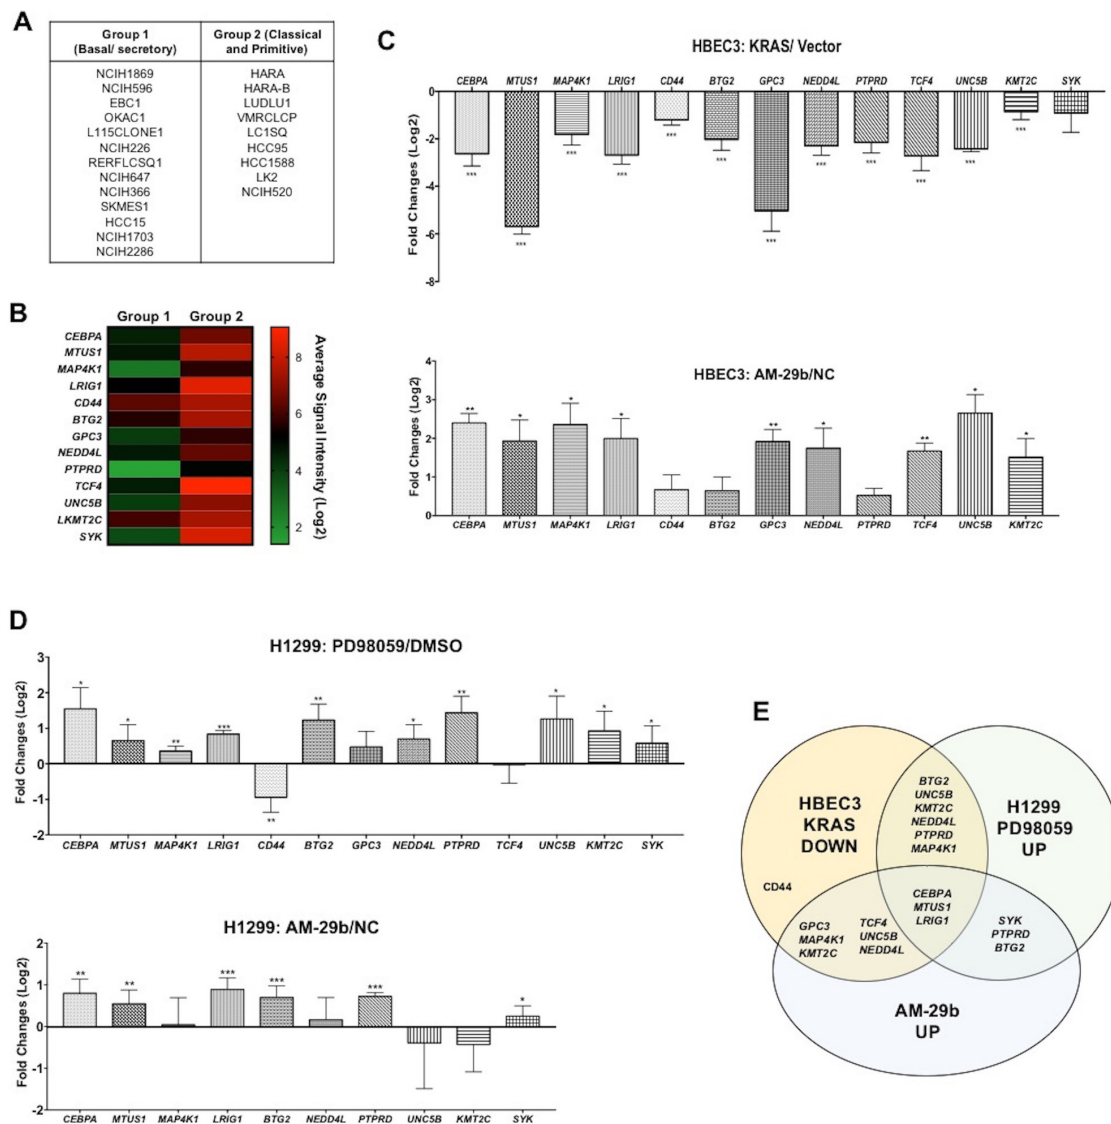 A
Group 1
(Basal/ secretory)
Group 2 (Classical
and Primitive)
NCIH1869
NCIH596
EBC1
OKAC1
L115CLONE1
NCIH226
RERFLCSQ1
NCIH647
NCIH366
SKMES1
HCC15
NCIH1703
NCIH2286
HARA
HARA-B
LUDLU1
VMRCLCP
LC1SQ
HCC95
HCC1588
LK2
NCIH520
B
Group 1 Group 2
CEBPA
MTUS1
MAP4K1
LRIG1
CD44
BTG2
GPC3
NEDD4L
PTPRD
TCF4
UNC5B
LKMT2C
SYK
8
6
4
2
Average Signal Intensity (Log2)
C
HBEC3: KRAS/ Vector
CEBPA MTUS1 MAP4K1 LRIG1 CD44 BTG2 GPC3 NEDD4L PTPRD TCF4 UNC5B KMT2C SYK
Fold Changes (Log2)
0
-2
-4
-6
-8
*** *** *** *** *** *** *** *** *** *** *** ***
HBEC3: AM-29b/NC
Fold Changes (Log2)
4
3
2
1
0
** * * * ** * ** * *
CEBPA MTUS1 MAP4K1 LRIG1 CD44 BTG2 GPC3 NEDD4L PTPRD TCF4 UNC5B KMT2C
D
H1299: PD98059/DMSO
Fold Changes (Log2)
3
2
1
0
-1
-2
* * ** *** ** ** * ** * * *
CEBPA MTUS1 MAP4K1 LRIG1 CD44 BTG2 GPC3 NEDD4L PTPRD TCF4 UNC5B KMT2C SYK
H1299: AM-29b/NC
Fold Changes (Log2)
2
1
0
-1
-2
** ** *** *** *** *
CEBPA MTUS1 MAP4K1 LRIG1 BTG2 NEDD4L PTPRD UNC5B KMT2C SYK
E
HBEC3
KRAS
DOWN
BTG2
UNC5B
KMT2C
NEDD4L
PTPRD
MAP4K1
H1299
PD98059
UP
CD44
CEBPA
MTUS1
LRIG1
GPC3
MAP4K1
KMT2C
TCF4
UNC5B
NEDD4L
SYK
PTPRD
BTG2
AM-29b
UP